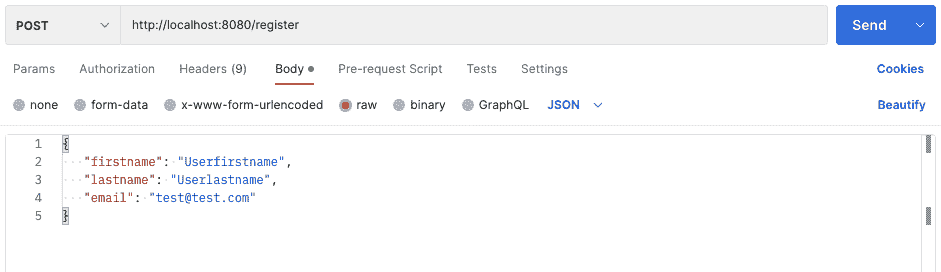 POST http://localhost:8080/register Send
Params Authorization Headers (9) Body Pre-request Script Tests Settings Cookies
none form-data x-www-form-urlencoded raw binary GraphQL JSON Beautify
1 {
2 "firstname": "Userfirstname",
3 "lastname": "Userlastname",
4 "email": "test@test.com"
5 }